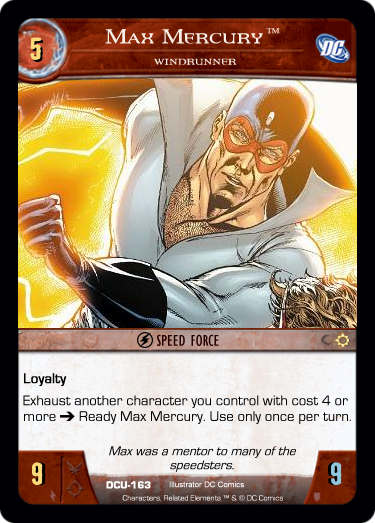 5
MAX MERCURY™
DC
WINDRUNNER
SPEED FORCE
Loyalty
Exhaust another character you control with cost 4 or
more ➔ Ready Max Mercury. Use only once per turn.
Max was a mentor to many of the
speedsters.
9
DCU-163 Illustrator DC Comics
9
Characters, Related Elements ™ & © DC Comics